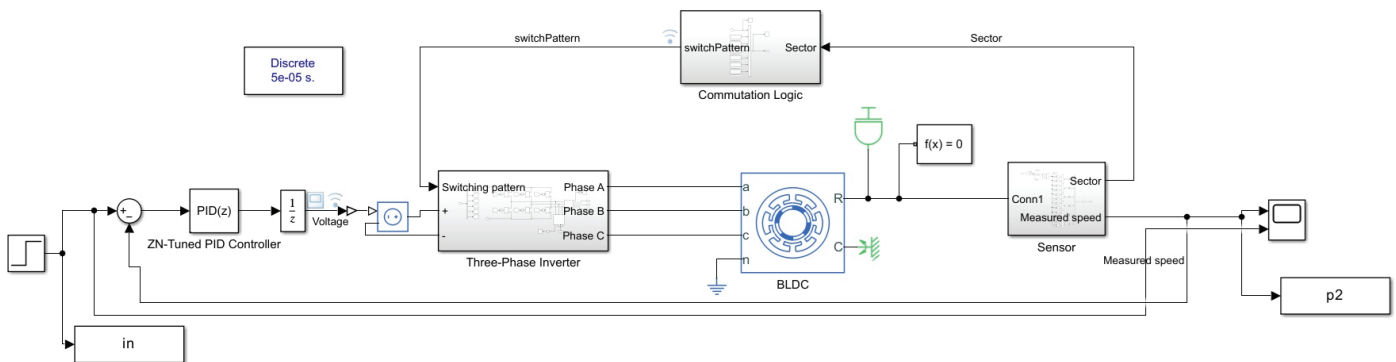 switchPattern
switchPattern
Sector
Sector
Commutation Logic
Discrete
5e-05 s.
f(x) = 0
Switching pattern
+
-
Phase A
Phase B
Phase C
Three-Phase Inverter
PID(z)
ZN-Tuned PID Controller
1
z
Voltage
+
−
a
b
c
n
R
C
BLDC
Conn1
Sector
Measured speed
Sensor
Measured speed
p2
in